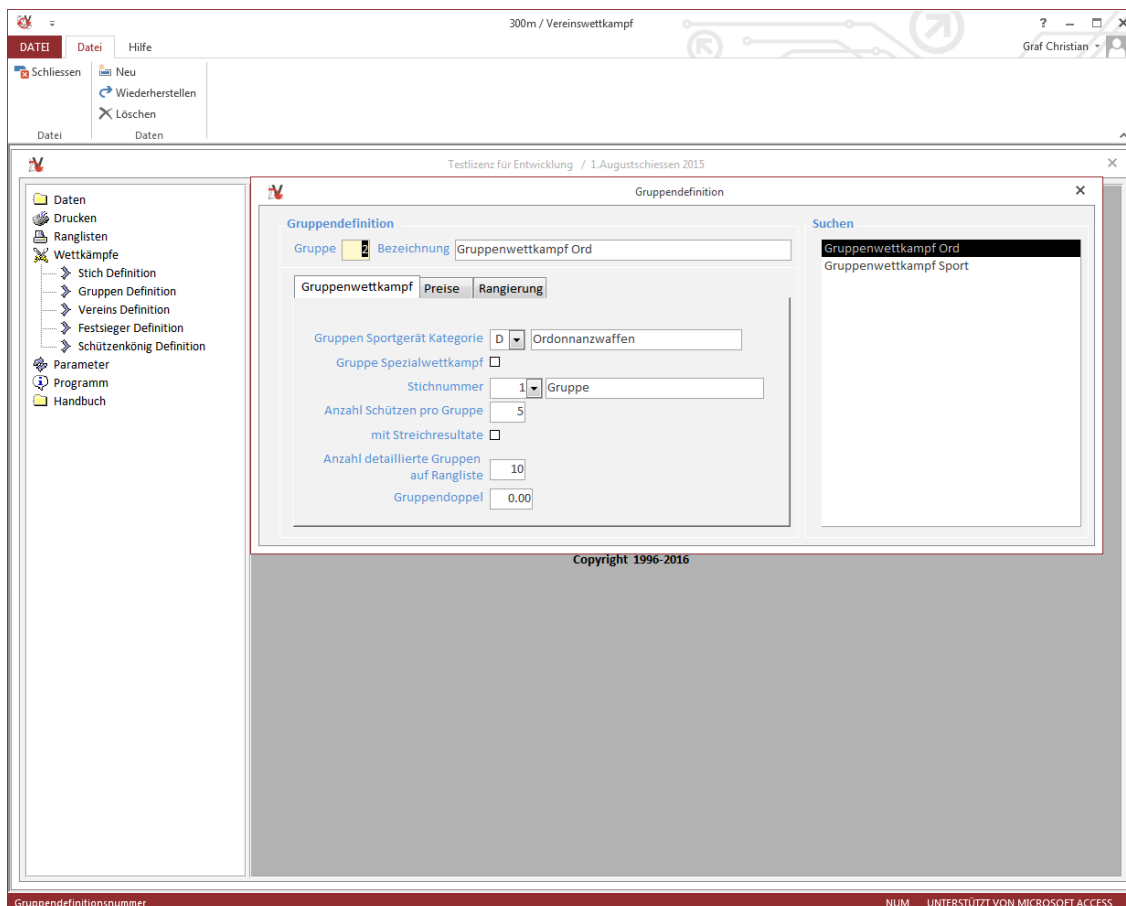 300m / Vereinswettkampf
?
DATEI Datei Hilfe
Graf Christian
Schliessen
Neu
Wiederherstellen
Löschen
Datei Daten
Testlizenz für Entwicklung / 1.Augustschiessen 2015
Daten
Drucken
Ranglisten
Wettkämpfe
Stich Definition
Gruppen Definition
Vereins Definition
Festsieger Definition
Schützenkönig Definition
Parameter
Programm
Handbuch
Gruppendefinition
Gruppendefinition
Gruppe 2 Bezeichnung Gruppenwettkampf Ord
Gruppenwettkampf Preise Rangierung
Gruppen Sportgerät Kategorie D Ordonnanzwaffen
Gruppe Spezialwettkampf
Stichnummer 1 Gruppe
Anzahl Schützen pro Gruppe 5
mit Streichresultate
Anzahl detaillierte Gruppen
auf Rangliste 10
Gruppendoppel 0.00
Suchen
Gruppenwettkampf Ord
Gruppenwettkampf Sport
Copyright 1996-2016
Gruppendefinitionsnummer
NUM UNTERSTÜTZT VON MICROSOFT ACCESS